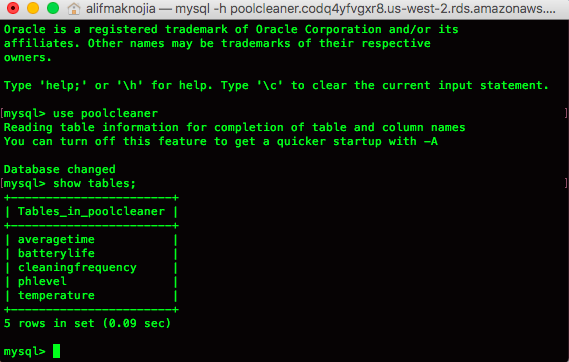 alifmaknojia — mysql -h poolcleaner.codq4yfvgxr8.us-west-2.rds.amazonaws....
Oracle is a registered trademark of Oracle Corporation and/or its
affiliates. Other names may be trademarks of their respective
owners.
Type 'help;' or '\h' for help. Type '\c' to clear the current input statement.
[mysql> use poolcleaner ]
Reading table information for completion of table and column names
You can turn off this feature to get a quicker startup with -A
Database changed
[mysql> show tables; ]
+-----------------------+
| Tables_in_poolcleaner |
+-----------------------+
| averagetime           |
| batterylife           |
| cleaningfrequency     |
| phlevel               |
| temperature           |
+-----------------------+
5 rows in set (0.09 sec)
mysql>